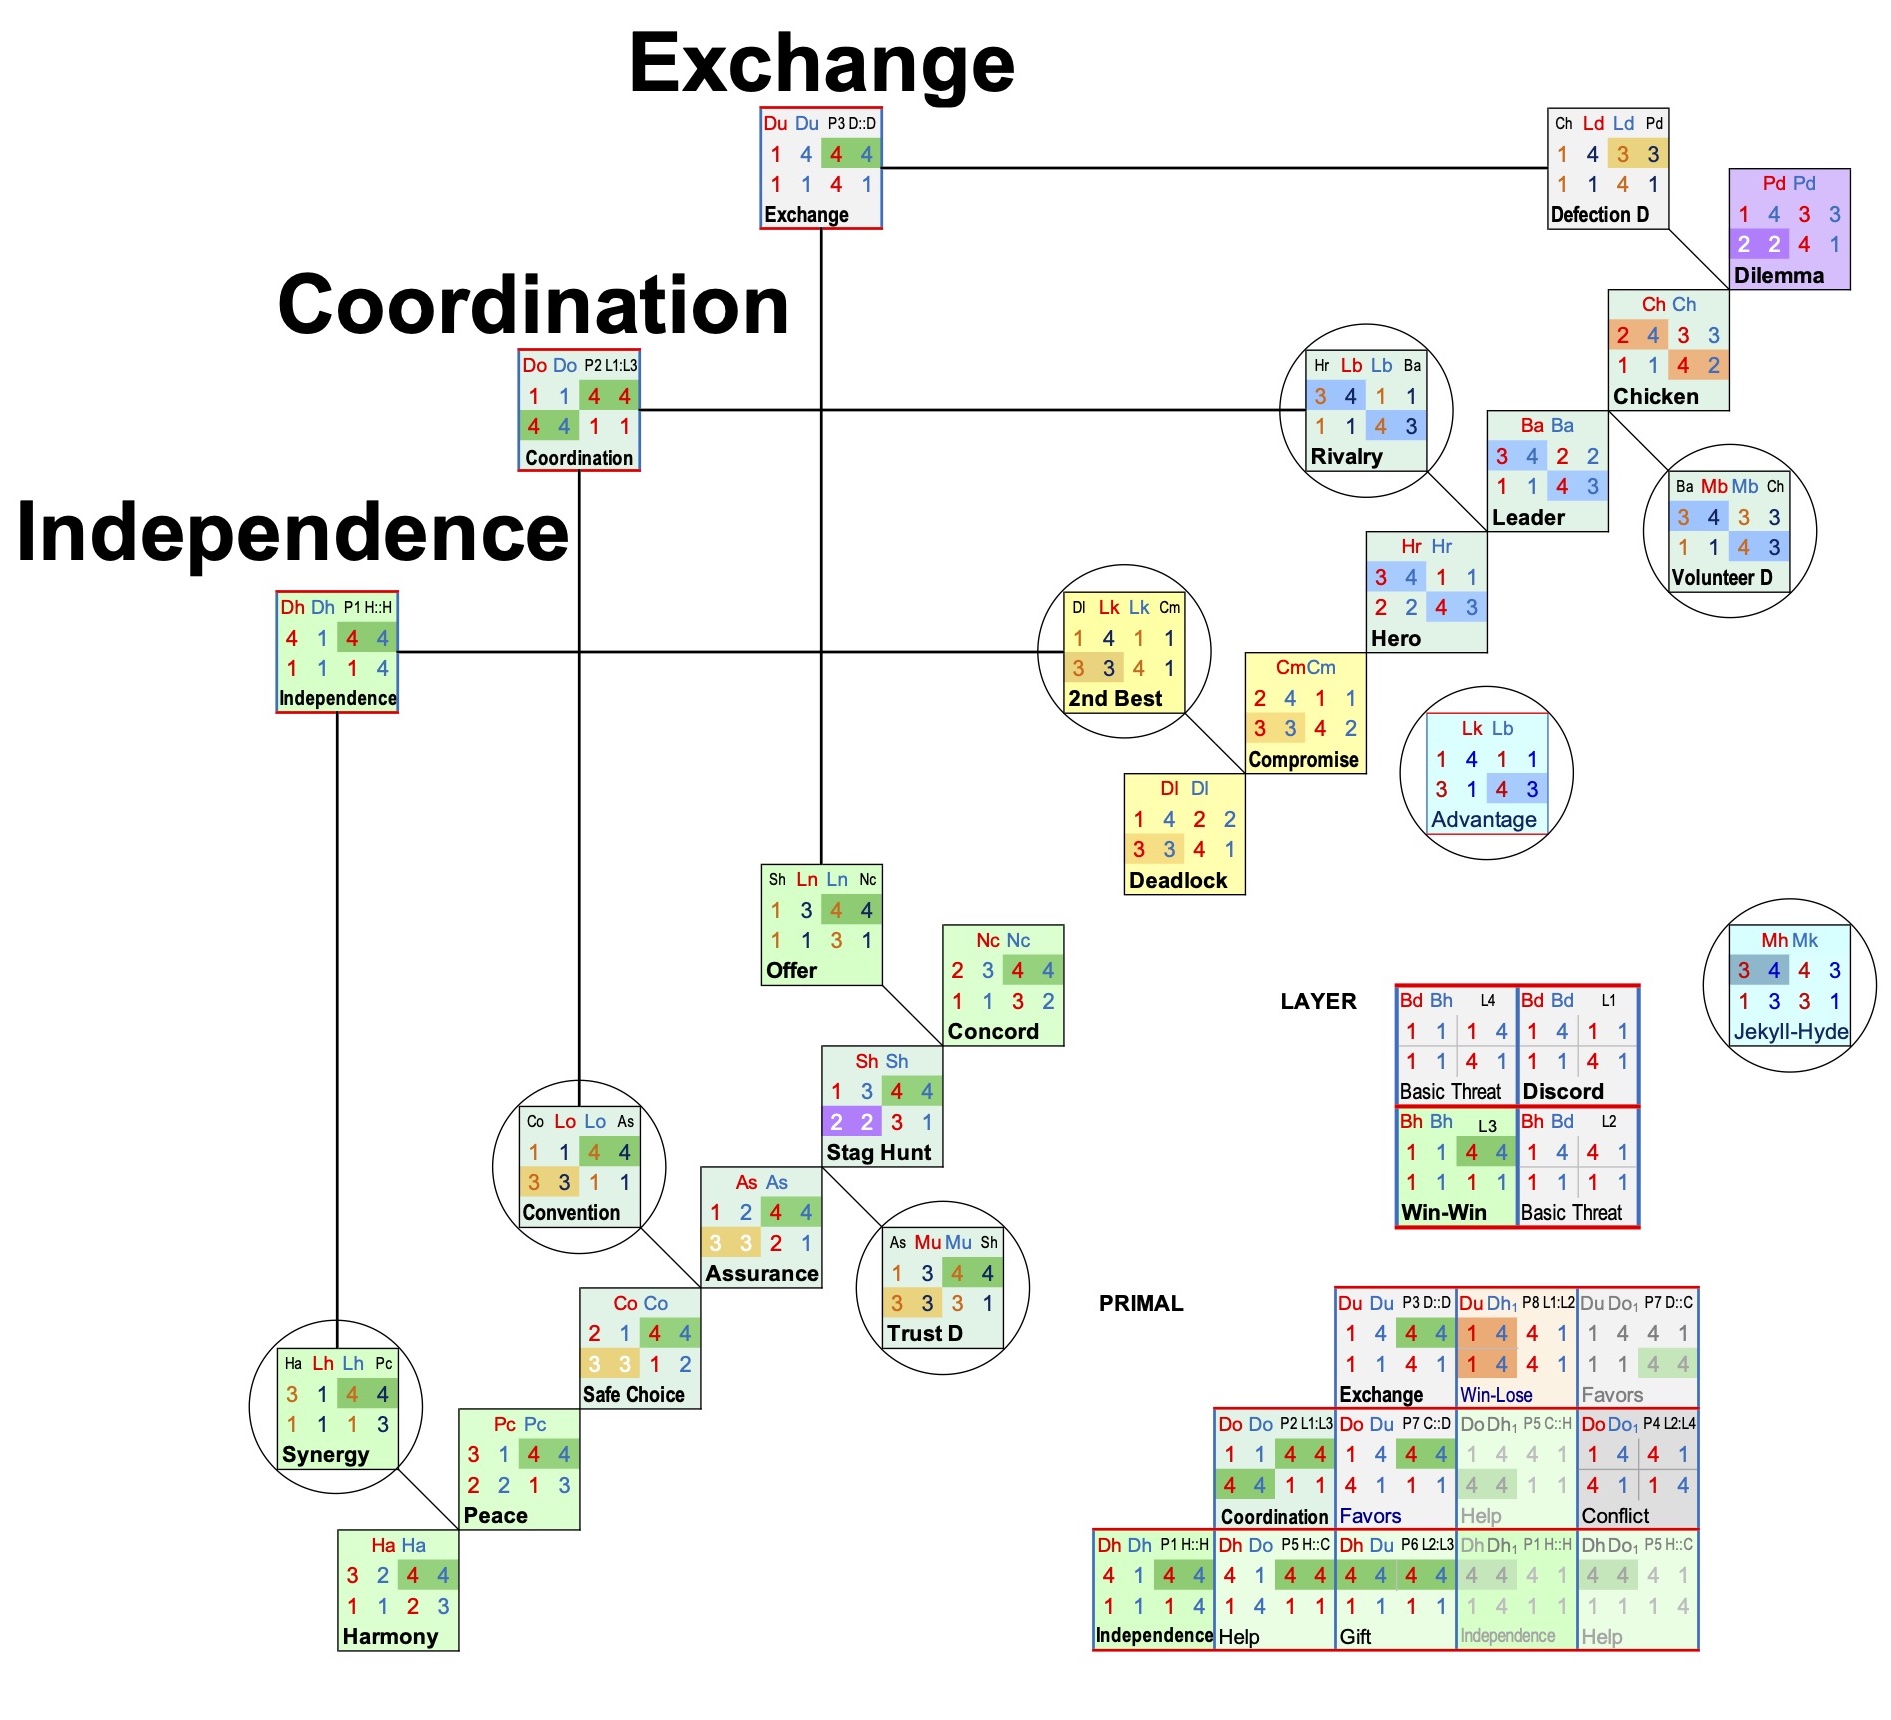 Exchange
Du Du P3 D::D
1 4 4 4
1 1 4 1
Exchange
Ch Ld Ld Pd
1 4 3 3
1 1 4 1
Defection D
Pd Pd
1 4 3 3
2 2 4 1
Dilemma
Coordination
Do Do P2 L1:L3
1 1 4 4
4 4 1 1
Coordination
Ch Ch
2 4 3 3
1 1 4 2
Chicken
Hr Lb Lb Ba
3 4 1 1
1 1 4 3
Rivalry
Ba Ba
3 4 2 2
1 1 4 3
Leader
Ba Mb Mb Ch
3 4 3 3
1 1 4 3
Volunteer D
Independence
Dh Dh P1 H::H
4 1 4 4
1 1 1 4
Independence
Dl Lk Lk Cm
1 4 1 1
3 3 4 1
2nd Best
Hr Hr
3 4 1 1
2 2 4 3
Hero
Cm Cm
2 4 1 1
3 3 4 2
Compromise
Lk Lb
1 4 1 1
3 1 4 3
Advantage
Dl Dl
1 4 2 2
3 3 4 1
Deadlock
Sh Ln Ln Nc
1 3 4 4
1 1 3 1
Offer
Nc Nc
2 3 4 4
1 1 3 2
Concord
Mh Mk
3 4 4 3
1 3 3 1
Jekyll-Hyde
LAYER
Bd Bh L4
1 1 1 4
1 1 4 1
Basic Threat
Bd Bd L1
1 4 1 1
1 1 4 1
Discord
Bh Bh L3
1 1 4 4
1 1 1 1
Win-Win
Bh Bd L2
1 4 4 1
1 1 1 1
Basic Threat
Sh Sh
1 3 4 4
2 2 3 1
Stag Hunt
Co Lo Lo As
1 1 4 4
3 3 1 1
Convention
As As
1 2 4 4
3 3 2 1
Assurance
As Mu Mu Sh
1 3 4 4
3 3 3 1
Trust D
Co Co
2 1 4 4
3 3 1 2
Safe Choice
Ha Lh Lh Pc
3 1 4 4
1 1 1 3
Synergy
Pc Pc
3 1 4 4
2 2 1 3
Peace
Ha Ha
3 2 4 4
1 1 2 3
Harmony
PRIMAL
Du Du P3 D::D
1 4 4 4
1 1 4 1
Exchange
Du Dh1 P8 L1:L2
1 4 4 1
1 4 4 1
Win-Lose
Du Do1 P7 D::C
1 4 4 1
1 1 4 4
Favors
Do Do P2 L1:L3
1 1 4 4
4 4 1 1
Coordination
Do Du P7 C::D
1 4 4 4
4 1 1 1
Favors
Do Dh1 P5 C::H
1 4 4 1
4 4 1 1
Help
Do Do1 P4 L2:L4
1 4 4 1
4 1 1 4
Conflict
Dh Dh P1 H::H
4 1 4 4
1 1 1 4
Independence
Dh Do P5 H::C
4 1 4 4
1 4 1 1
Help
Dh Du P6 L2:L3
4 4 4 4
1 1 1 1
Gift
Dh Dh1 P1 H::H
4 4 4 1
1 4 1 1
Independence
Dh Do1 P5 H::C
4 4 4 1
1 1 1 4
Help